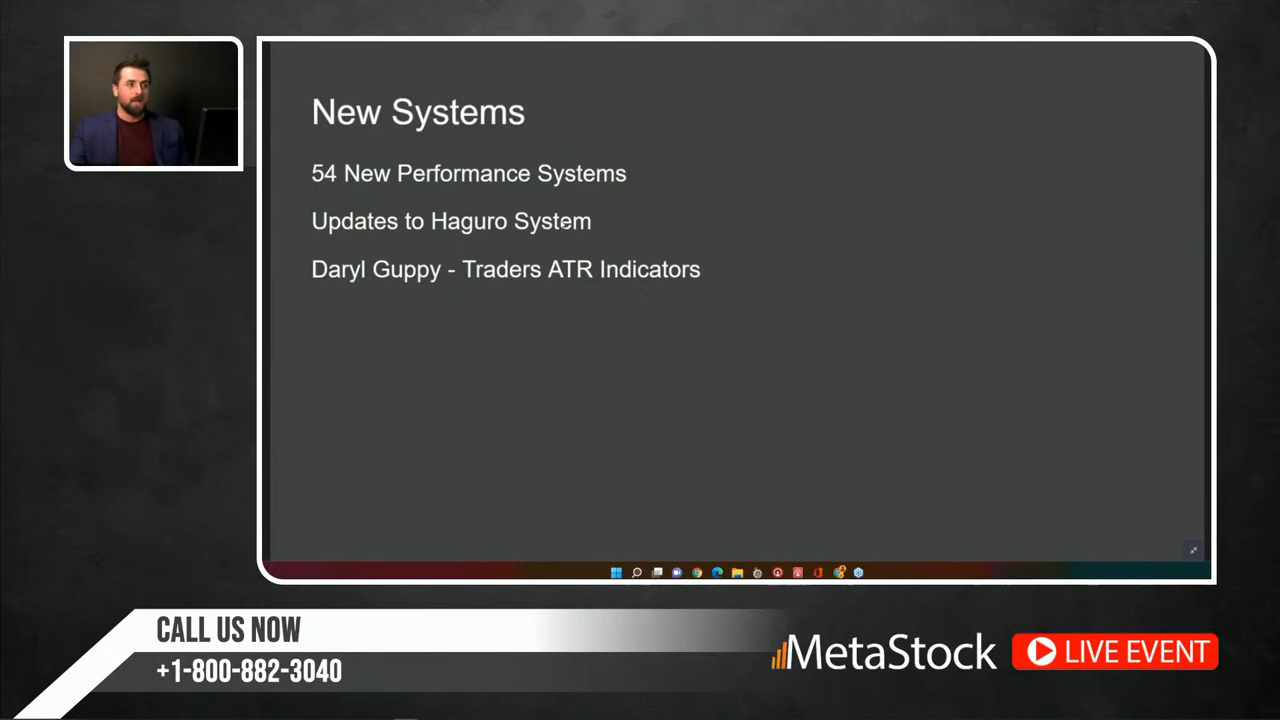 New Systems
54 New Performance Systems
Updates to Haguro System
Daryl Guppy - Traders ATR Indicators
CALL US NOW
+1-800-882-3040
MetaStock
LIVE EVENT